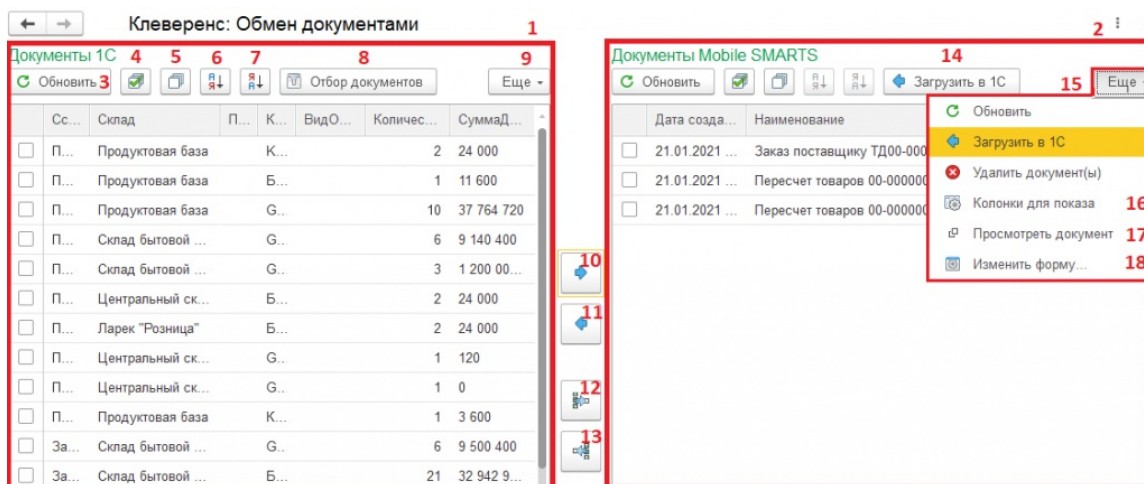 Клеверенс: Обмен документами
1
2
Документы 1С 4 5 6 7 8 9
Обновить 3 Отбор документов Еще
Сс... Склад П... К... ВидО... Количес... СуммаД...
П... Продуктовая база К... 2 24 000
П... Продуктовая база Б... 1 11 600
П... Продуктовая база G... 10 37 764 720
П... Склад бытовой ... G... 6 9 140 400
П... Склад бытовой ... G... 3 1 200 00...
П... Центральный ск... Б... 2 24 000
П... Ларек "Розница" Б... 2 24 000
П... Центральный ск... G... 1 120
П... Центральный ск... G... 1 0
П... Продуктовая база К... 1 3 600
За... Склад бытовой ... G... 6 9 500 400
За... Склад бытовой ... Б... 21 32 942 9...
10
11
12
13
Документы Mobile SMARTS 14
Обновить Загрузить в 1С 15 Еще
Дата созда... Наименование
21.01.2021 ... Заказ поставщику ТД00-000
21.01.2021 ... Пересчет товаров 00-000000
21.01.2021 ... Пересчет товаров 00-000000
Обновить
Загрузить в 1С
Удалить документ(ы)
Колонки для показа 16
Просмотреть документ 17
Изменить форму... 18